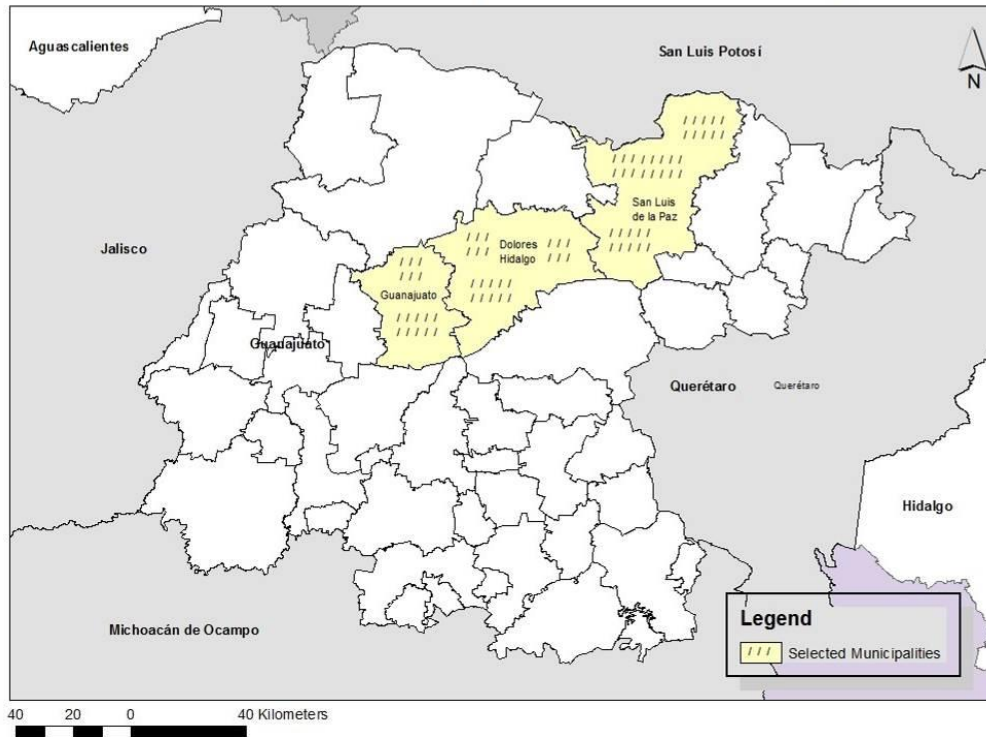 Aguascalientes
San Luis Potosí
N
San Luis
de la Paz
Jalisco
Dolores
Hidalgo
Guanajuato
Guanajuato
Querétaro
Querétaro
Hidalgo
Michoacán de Ocampo
Legend
Selected Municipalities
40 20 0 40 Kilometers